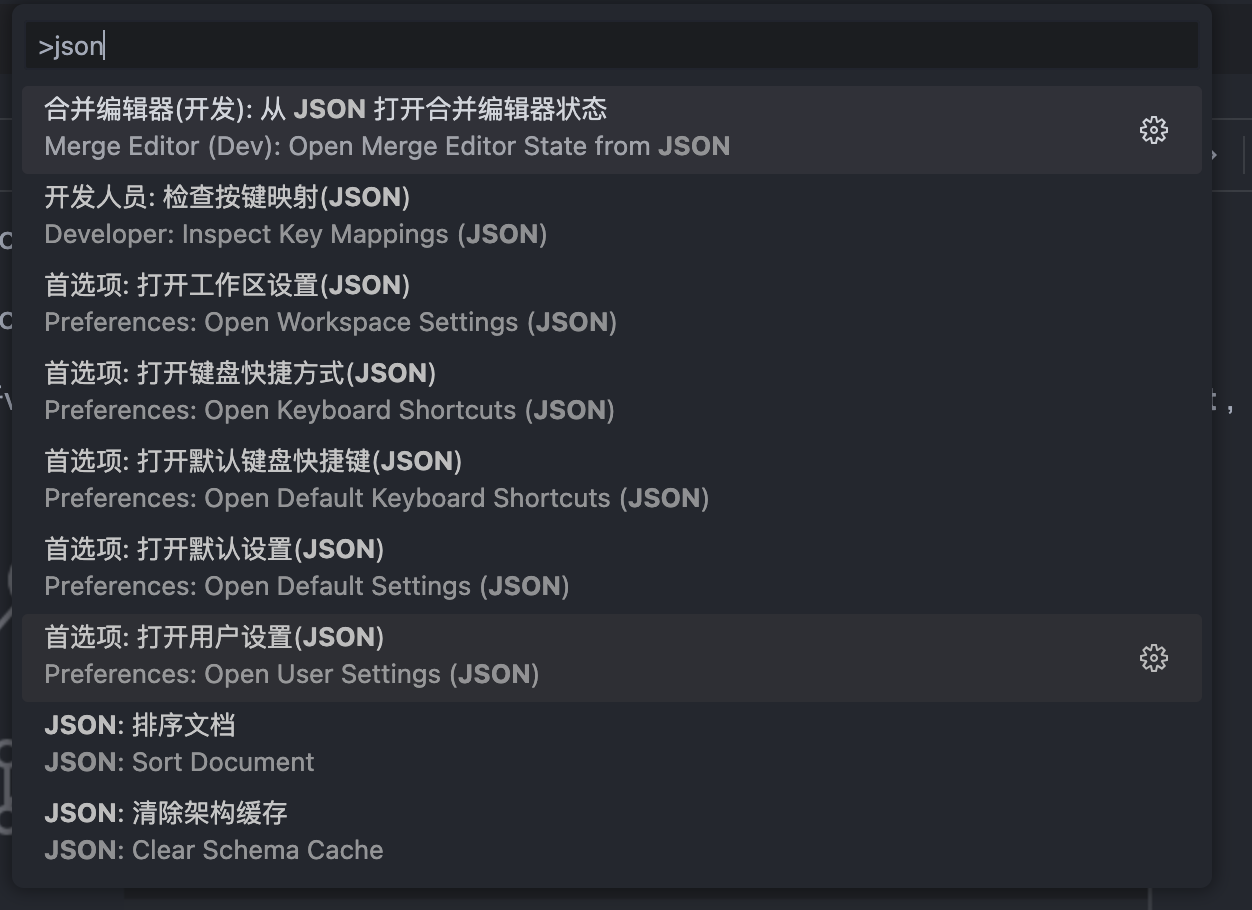 >json
合并编辑器(开发): 从 JSON 打开合并编辑器状态
Merge Editor (Dev): Open Merge Editor State from JSON
开发人员: 检查按键映射(JSON)
Developer: Inspect Key Mappings (JSON)
首选项: 打开工作区设置(JSON)
Preferences: Open Workspace Settings (JSON)
首选项: 打开键盘快捷方式(JSON)
Preferences: Open Keyboard Shortcuts (JSON)
首选项: 打开默认键盘快捷键(JSON)
Preferences: Open Default Keyboard Shortcuts (JSON)
首选项: 打开默认设置(JSON)
Preferences: Open Default Settings (JSON)
首选项: 打开用户设置(JSON)
Preferences: Open User Settings (JSON)
JSON: 排序文档
JSON: Sort Document
JSON: 清除架构缓存
JSON: Clear Schema Cache